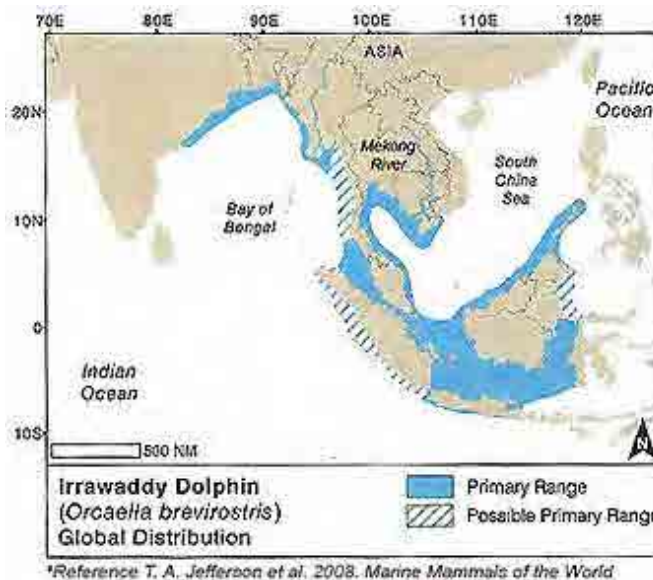 70E 80E 90E 100E 110E 120E
ASIA
Pacific
Ocean
20N
Mekong
River
South
China
Sea
Bay of
Bengal
10N
0
Indian
Ocean
10S
500 NM
N
Irrawaddy Dolphin
(Orcaella brevirostris)
Global Distribution
Primary Range
Possible Primary Range
*Reference T. A. Jefferson et al. 2008. Marine Mammals of the World